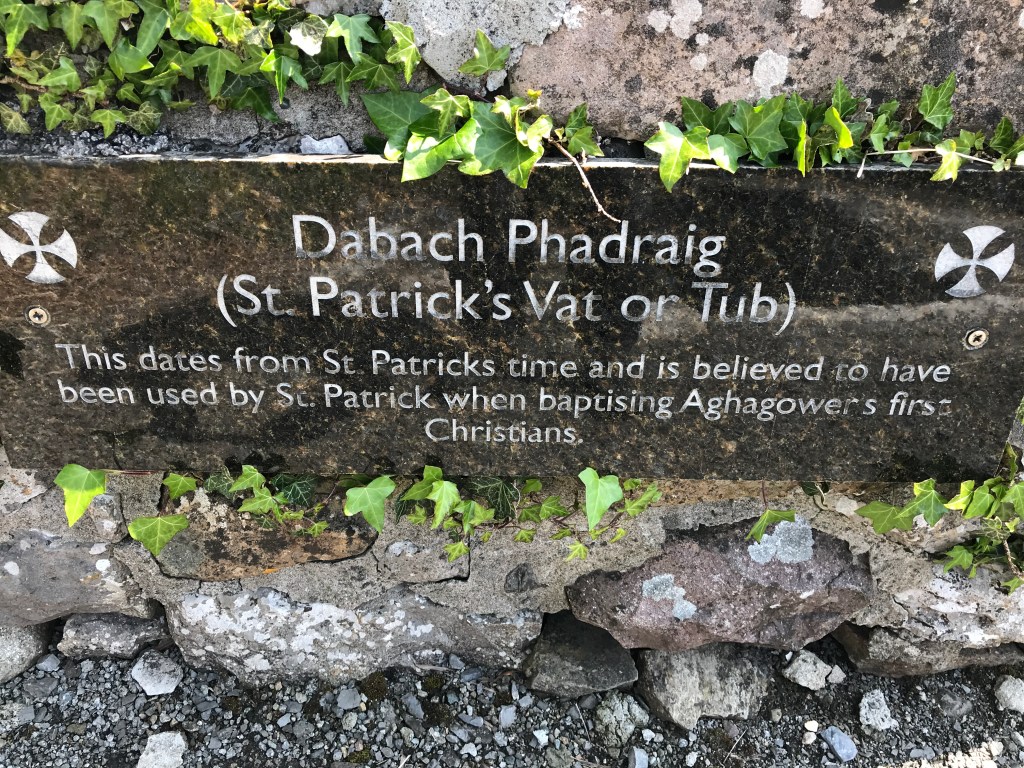 Dabach Phadraig
(St. Patrick's Vat or Tub)
This dates from St Patricks time and is believed to have
been used by St. Patrick when baptising Aghagower's first
Christians.